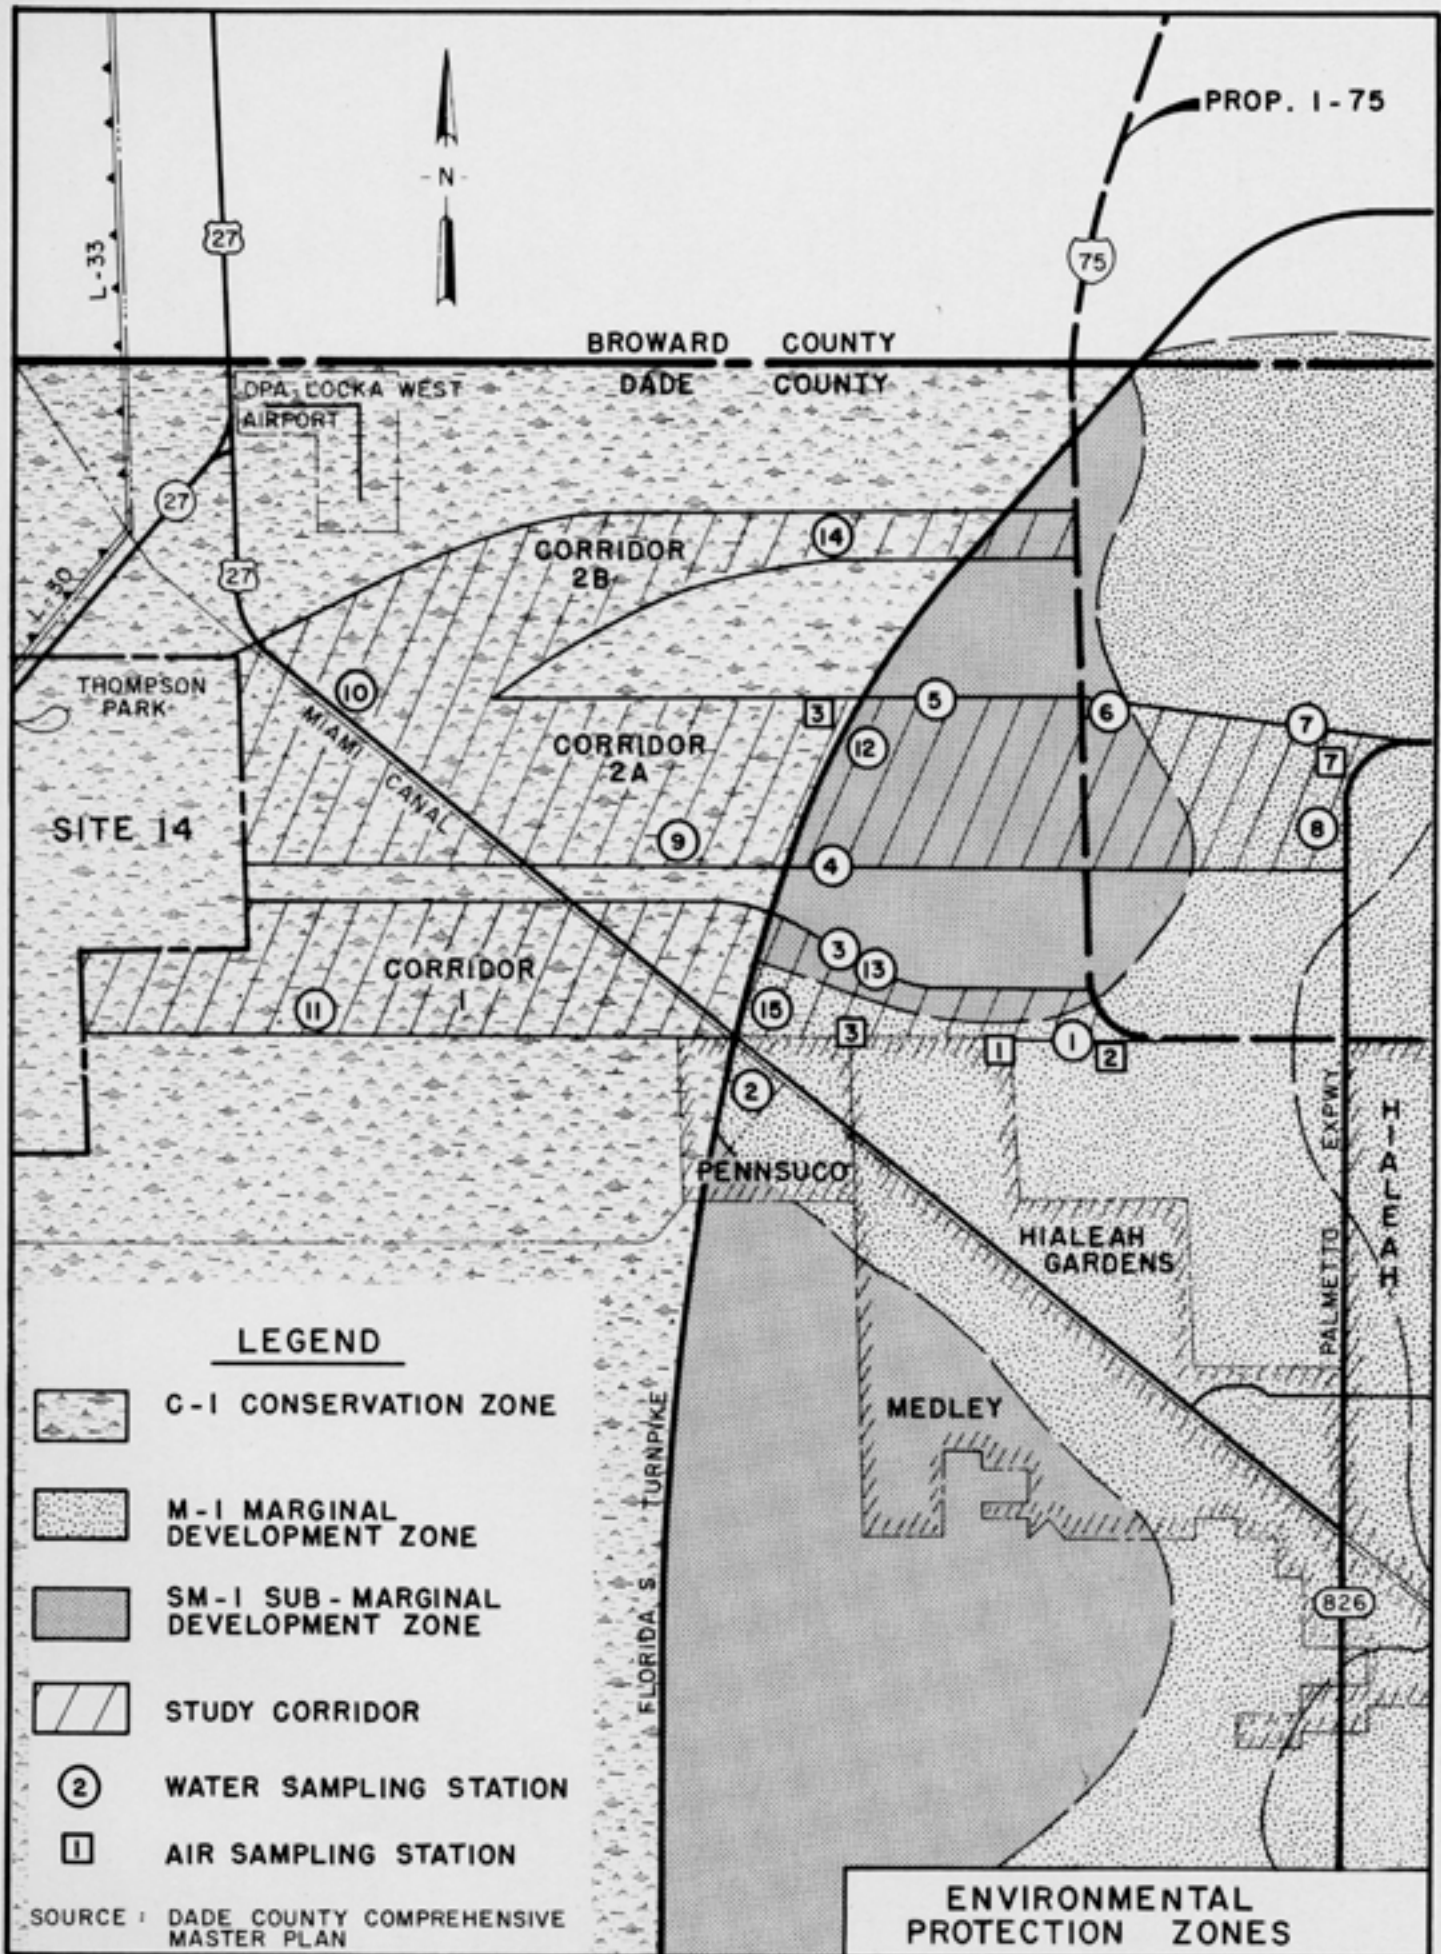 PROP. I-75
- N -
27
L-33
75
BROWARD COUNTY
DADE COUNTY
OPA LOCKA WEST
AIRPORT
27
27
L-30
CORRIDOR
2B
14
THOMPSON
PARK
10
MIAMI CANAL
3
5
6
7
7
12
CORRIDOR
2A
SITE 14
9
4
8
CORRIDOR
1
3
13
11
15
3
1
1
2
2
PENNSUCO
HIALEAH
GARDENS
PALMETTO EXPWY
HIALEAH
MEDLEY
FLORIDA'S TURNPIKE
826
LEGEND
C-1 CONSERVATION ZONE
M-1 MARGINAL
DEVELOPMENT ZONE
SM-1 SUB-MARGINAL
DEVELOPMENT ZONE
STUDY CORRIDOR
2
WATER SAMPLING STATION
1
AIR SAMPLING STATION
SOURCE: DADE COUNTY COMPREHENSIVE
MASTER PLAN
ENVIRONMENTAL
PROTECTION ZONES